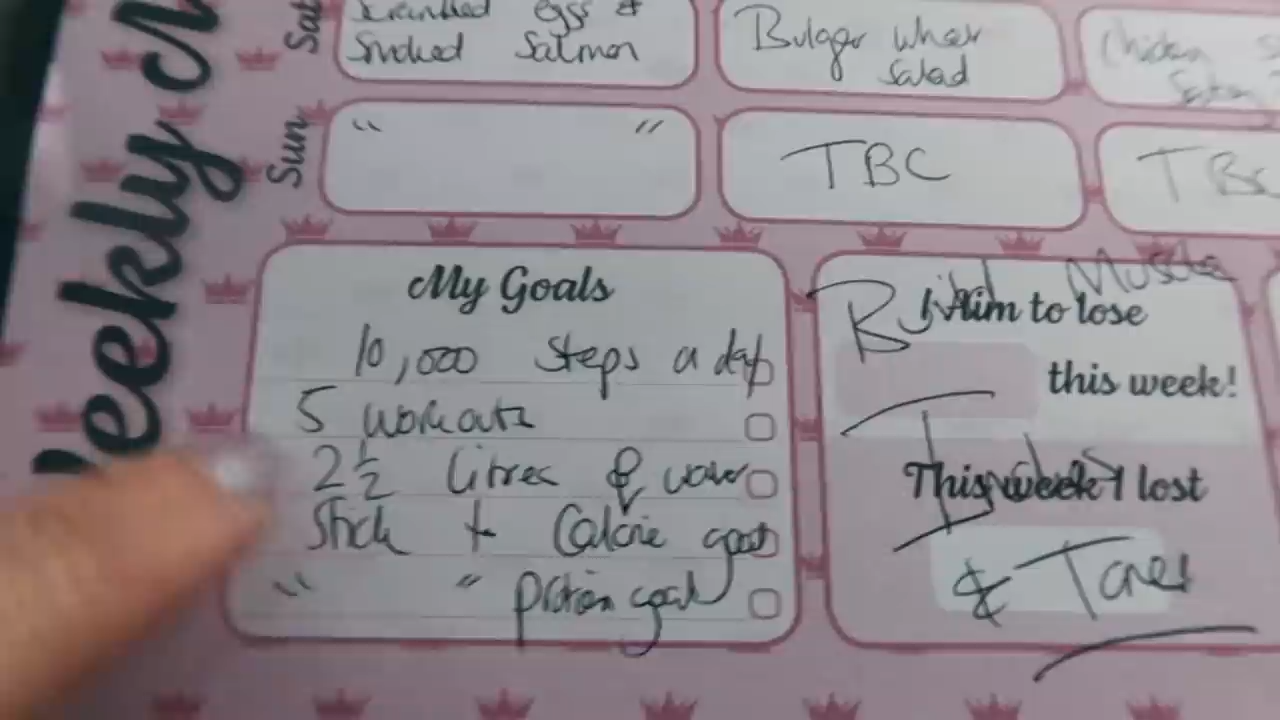 Weekly M
Sat
eggs &
Smoked Salmon
Bulgar wheat
Salad
Chicken
Sun
" "
TBC
TBC
My Goals
10,000 steps a day
5 workouts
2½ litres of water
Stick to Calorie goal
" " protein goal
Build Muscle
I Aim to lose
this week!
This week I lost
& Tone